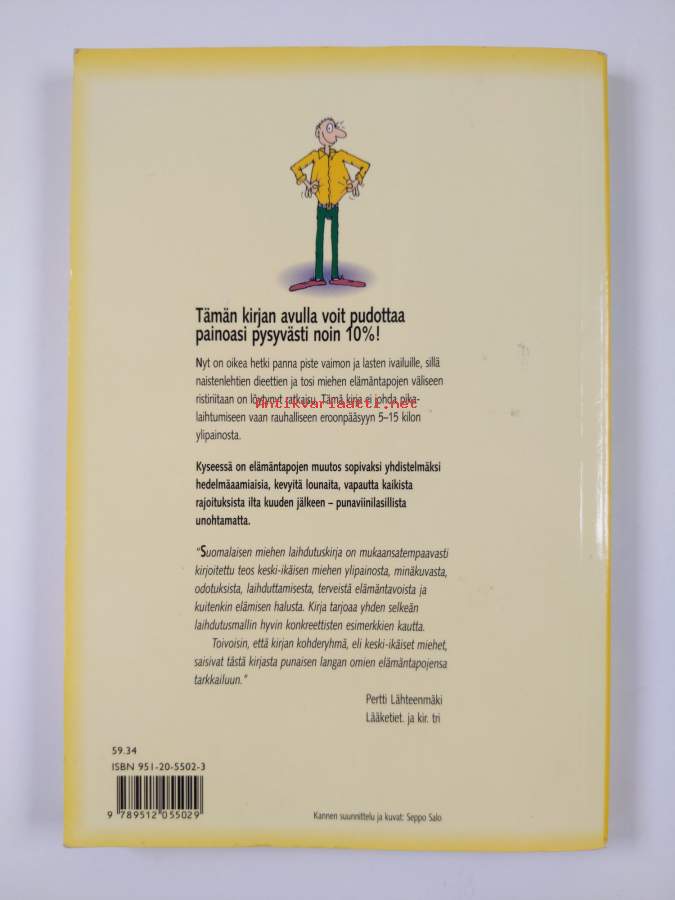 Tämän kirjan avulla voit pudottaa
painoasi pysyvästi noin 10%!
Nyt on oikea hetki panna piste vaimon ja lasten ivailuille, sillä
naistenlehtien dieettien ja tosi miehen elämäntapojen väliseen
ristiriitaan on löytynyt ratkaisu. Tämä kirja ei johda pika-
Antikvariaatti.net
laihtumiseen vaan rauhalliseen eroonpääsyyn 5–15 kilon
ylipainosta.
Kyseessä on elämäntapojen muutos sopivaksi yhdistelmäksi
hedelmäaamiaisia, kevyitä lounaita, vapautta kaikista
rajoituksista ilta kuuden jälkeen – punaviinilasillista
unohtamatta.
"Suomalaisen miehen laihdutuskirja on mukaansatempaavasti
kirjoitettu teos keski-ikäisen miehen ylipainosta, minäkuvasta,
odotuksista, laihduttamisesta, terveistä elämäntavoista ja
kuitenkin elämisen halusta. Kirja tarjoaa yhden selkeän
laihdutusmallin hyvin konkreettisten esimerkkien kautta.
Toivoisin, että kirjan kohderyhmä, eli keski-ikäiset miehet,
saisivat tästä kirjasta punaisen langan omien elämäntapojensa
tarkkailuun."
Pertti Lähteenmäki
Lääketiet. ja kir. tri
59.34
ISBN 951-20-5502-3
9 789512 055029
Kannen suunnittelu ja kuvat: Seppo Salo